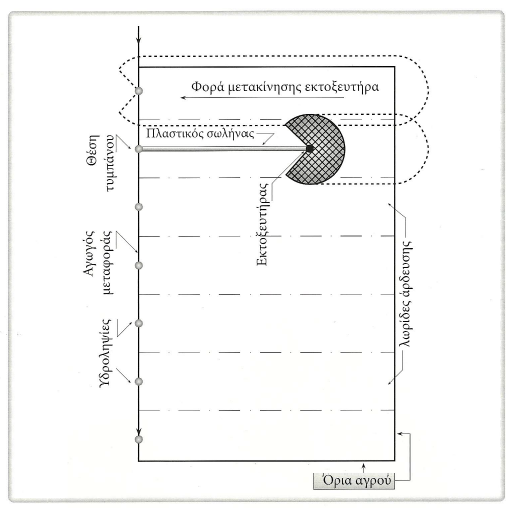 Φορά μετακίνησης εκτοξευτήρα
Πλαστικός σωλήνας
Θέση
τυμπάνου
Εκτοξευτήρας
Αγωγός
μεταφοράς
λωρίδες άρδευσης
Υδροληψίες
Όρια αγρού